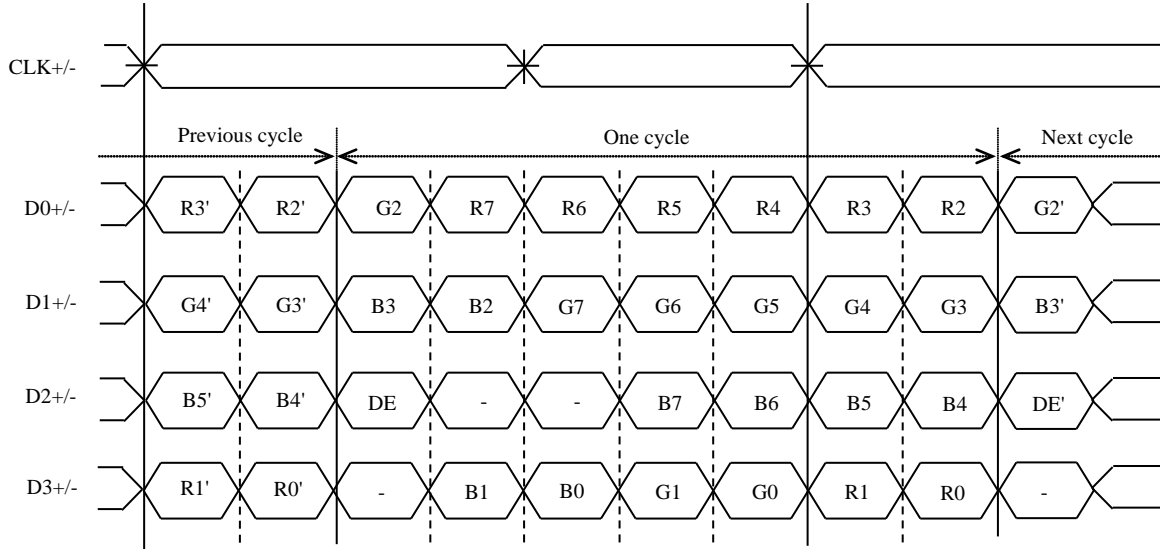 CLK+/-
Previous cycle One cycle Next cycle
D0+/- R3' R2' G2 R7 R6 R5 R4 R3 R2 G2'
D1+/- G4' G3' B3 B2 G7 G6 G5 G4 G3 B3'
D2+/- B5' B4' DE - - B7 B6 B5 B4 DE'
D3+/- R1' R0' - B1 B0 G1 G0 R1 R0 -